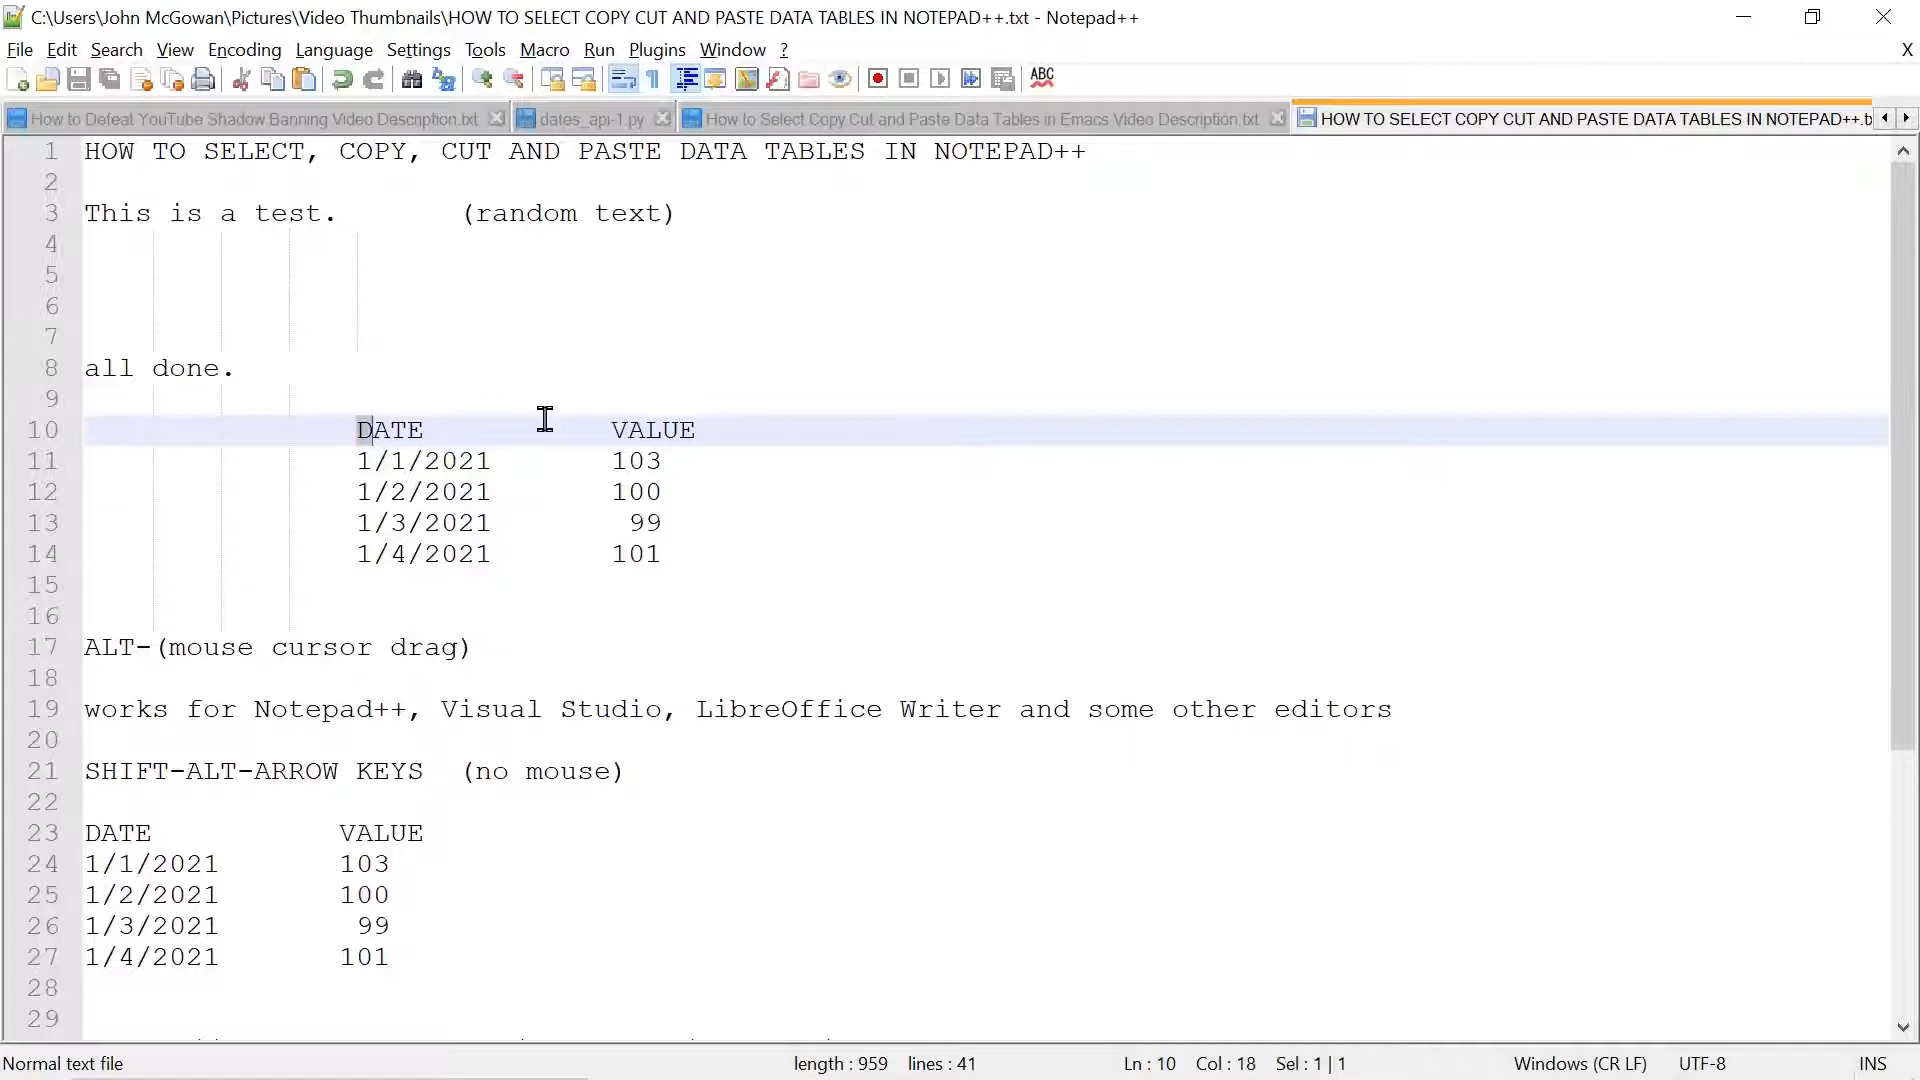 C:\Users\John McGowan\Pictures\Video Thumbnails\HOW TO SELECT COPY CUT AND PASTE DATA TABLES IN NOTEPAD++.txt - Notepad++
File Edit Search View Encoding Language Settings Tools Macro Run Plugins Window ? X
ABC
How to Defeat YouTube Shadow.Banning Video Description.txt dates_api-1.py How to Select Copy Cut and Paste Data Tables in Emacs Video Description.txt HOW TO SELECT COPY CUT AND PASTE DATA TABLES IN NOTEPAD++.t
1 HOW TO SELECT, COPY, CUT AND PASTE DATA TABLES IN NOTEPAD++
2
3 This is a test. (random text)
4
5
6
7
8 all done.
9
10 DATE VALUE
11 1/1/2021 103
12 1/2/2021 100
13 1/3/2021 99
14 1/4/2021 101
15
16
17 ALT-(mouse cursor drag)
18
19 works for Notepad++, Visual Studio, LibreOffice Writer and some other editors
20
21 SHIFT-ALT-ARROW KEYS (no mouse)
22
23 DATE VALUE
24 1/1/2021 103
25 1/2/2021 100
26 1/3/2021 99
27 1/4/2021 101
28
29
Normal text file length : 959 lines : 41 Ln : 10 Col : 18 Sel : 1 | 1 Windows (CR LF) UTF-8 INS